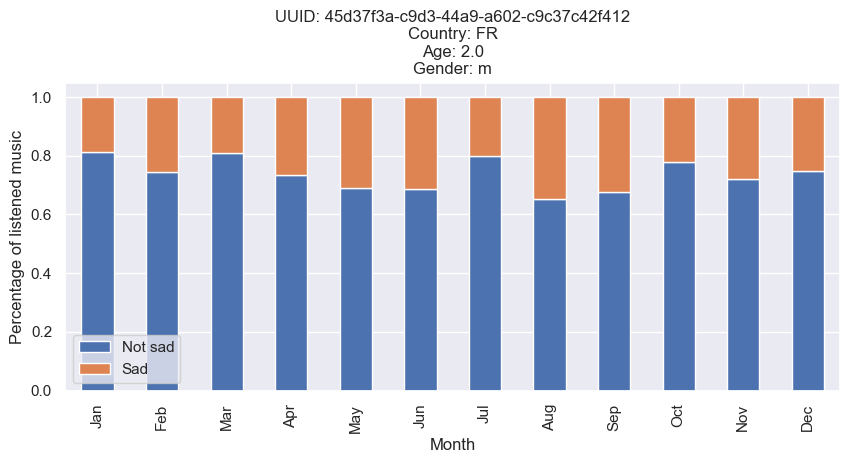 UUID: 45d37f3a-c9d3-44a9-a602-c9c37c42f412
Country: FR
Age: 2.0
Gender: m
Percentage of listened music
1.0
0.8
0.6
0.4
0.2
0.0
Not sad
Sad
Jan Feb Mar Apr May Jun Jul Aug Sep Oct Nov Dec
Month